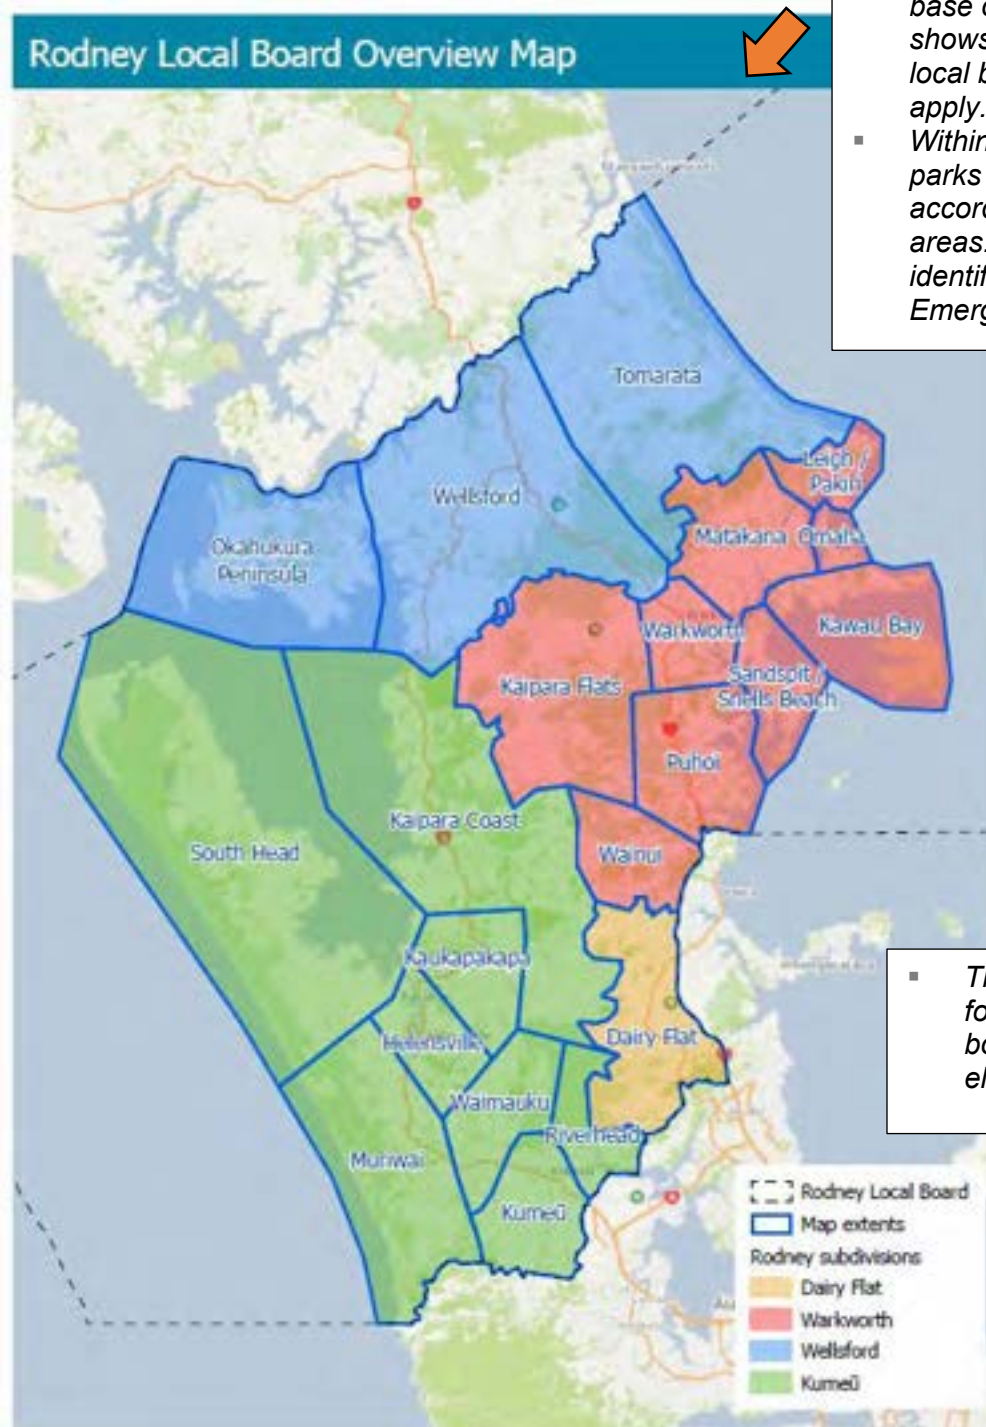 Rodney Local Board Overview Map
base
shows
local b
apply.
▪ Within
parks
accord
areas.
identif
Emerg
Tomarata
Leigh /
Pakiri
Wellsford
Matakana
Omaha
Okahukura
Peninsula
Warkworth
Kawau Bay
Kaipara Flats
Sandspit /
Snells Beach
Puhoi
Kaipara Coast
South Head
Wainui
Kaukapakapa
Helensville
Dairy Flat
Waimauku
Riverhead
Muriwai
Kumeū
▪ Th
fo
bo
el
Rodney Local Board
Map extents
Rodney subdivisions
Dairy Flat
Warkworth
Wellsford
Kumeū